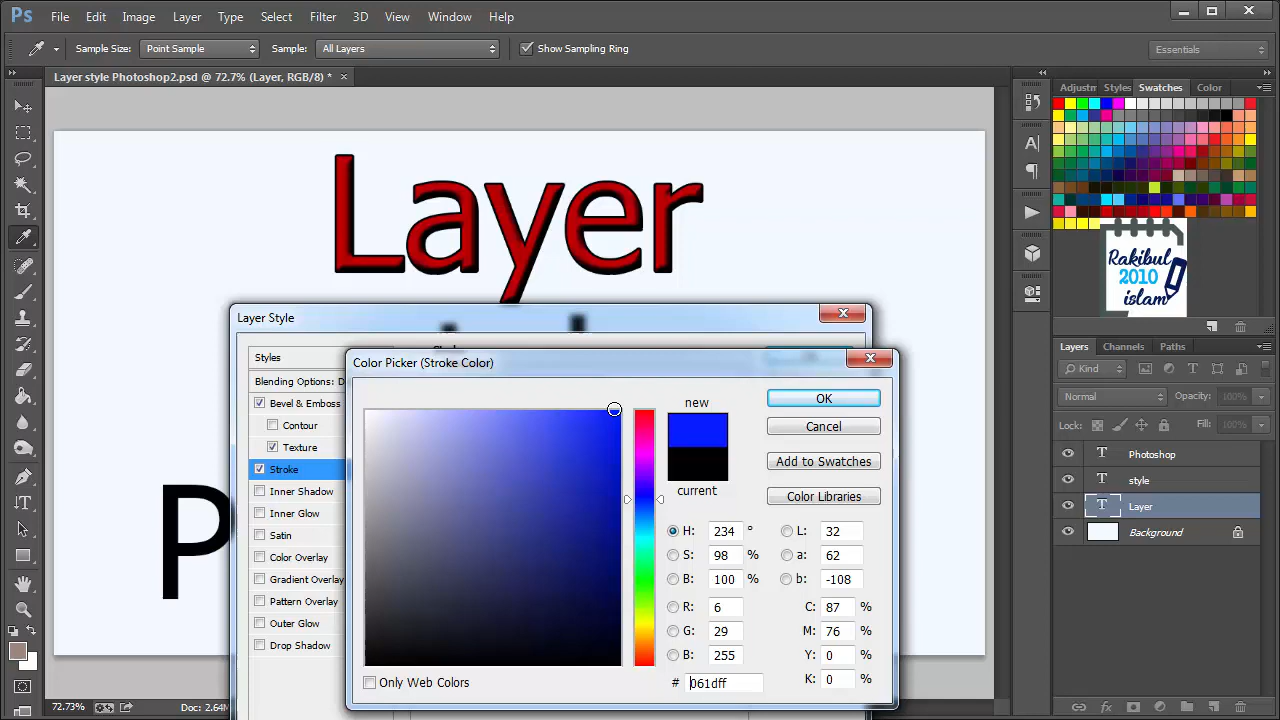 Ps File Edit Image Layer Type Select Filter 3D View Window Help
Sample Size: Point Sample Sample: All Layers Show Sampling Ring Essentials
Layer style Photoshop2.psd @ 72.7% (Layer, RGB/8) * ×
Adjustm Styles Swatches Color
Layer
Rakibul
2010
islam
P
Layer Style
Styles
Blending Options: D
Bevel & Emboss
Contour
Texture
Stroke
Inner Shadow
Inner Glow
Satin
Color Overlay
Gradient Overlay
Pattern Overlay
Outer Glow
Drop Shadow
Color Picker (Stroke Color)
new
current
OK
Cancel
Add to Swatches
Color Libraries
H: 234 ° L: 32
S: 98 % a: 62
B: 100 % b: -108
R: 6 C: 87 %
G: 29 M: 76 %
B: 255 Y: 0 %
# 061dff K: 0 %
Only Web Colors
Layers Channels Paths
Kind
Normal Opacity: 100%
Lock: Fill: 100%
T Photoshop
T style
T Layer
Background
72.73% Doc: 2.64M